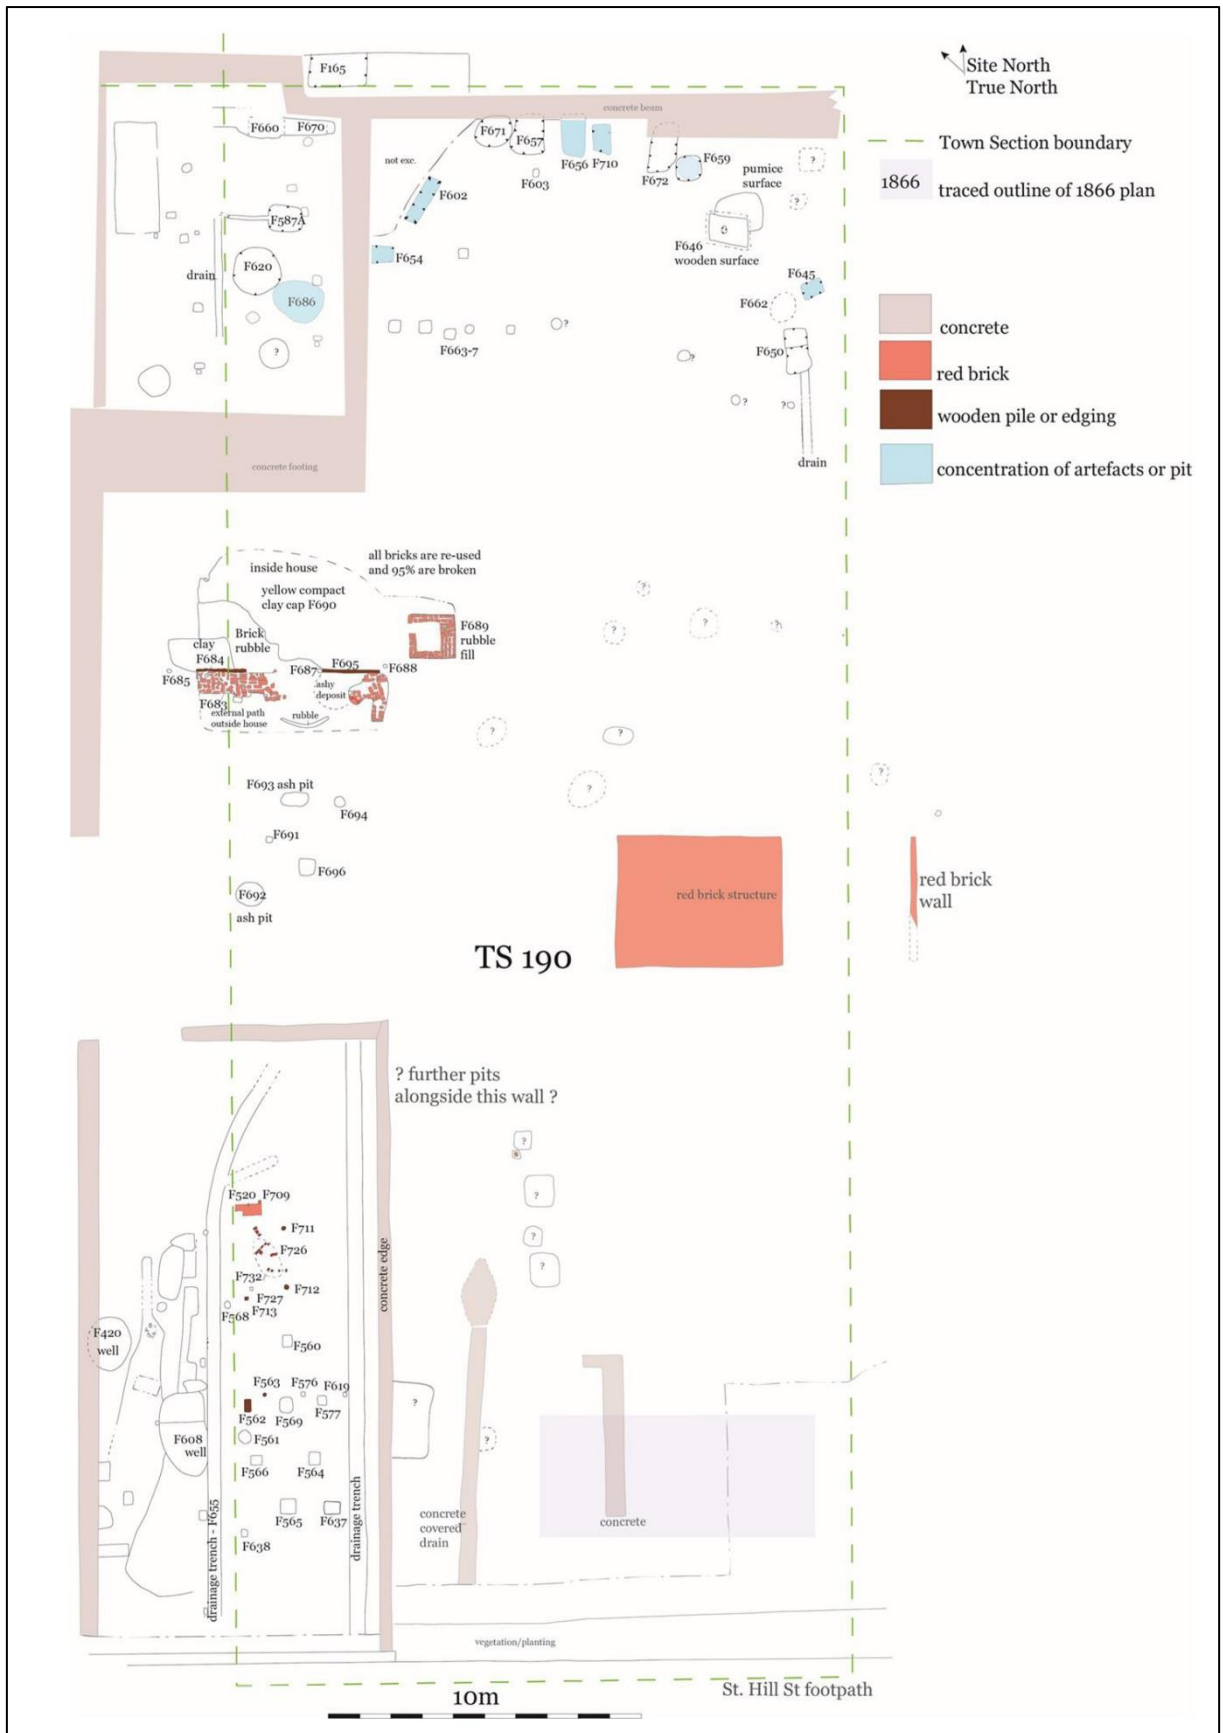 Site North
True North
F165
concrete beam
Town Section boundary
1866
traced outline of 1866 plan
F660
F670
F671
F657
F656
F710
F672
F659
?
pumice
surface
not exc.
F603
F602
?
F587A
F646
wooden surface
F654
drain
F620
F686
F645
F662
?
F663-7
?
F650
?
?
?
?
drain
concrete footing
concrete
red brick
wooden pile or edging
concentration of artefacts or pit
inside house
all bricks are re-used
and 95% are broken
yellow compact
clay cap F690
F689
rubble
fill
clay
Brick
rubble
F684
F685
F687
F695
F688
F683
ashy
deposit
external path
outside house
rubble
?
?
?
?
?
?
?
?
F693 ash pit
F694
F691
F696
F692
ash pit
red brick structure
red brick
wall
TS 190
? further pits
alongside this wall ?
?
?
?
?
F520
F709
F711
F726
F732
F712
F727
F713
F568
F420
well
F560
concrete edge
F563
F576
F619
F577
F562
F569
F561
F608
well
F566
F564
F565
F637
F638
drainage trench - F655
drainage trench
?
?
concrete
covered
drain
concrete
vegetation/planting
St. Hill St footpath
10m